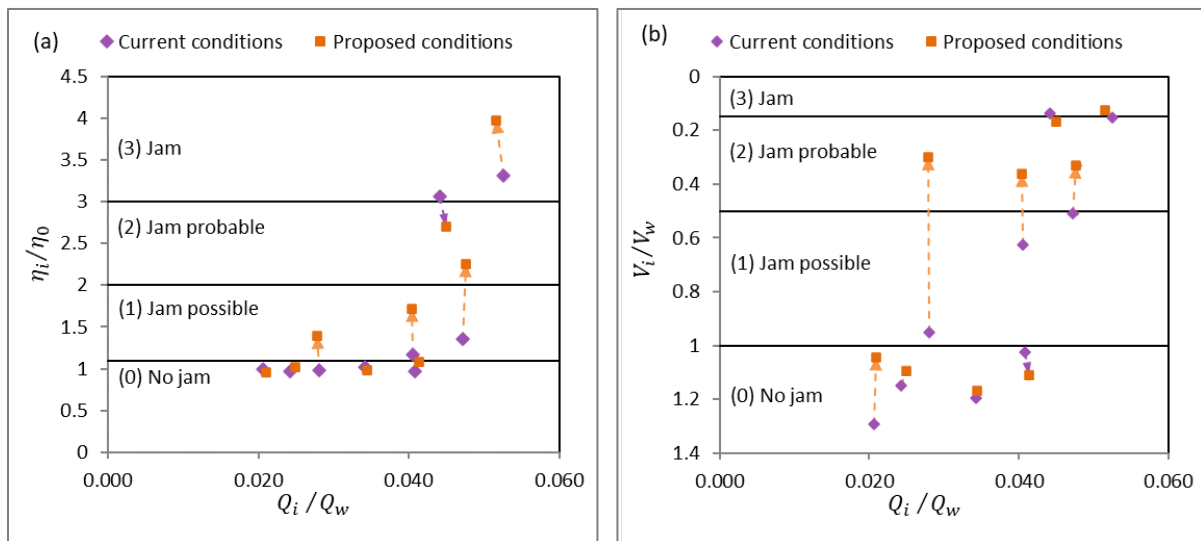 (a)
Current conditions
Proposed conditions
4.5
4
3.5
3
2.5
2
1.5
1
0.5
0
ηi/η0
(3) Jam
(2) Jam probable
(1) Jam possible
(0) No jam
0.000
0.020
0.040
0.060
Qi / Qw
(b)
Current conditions
Proposed conditions
0
0.2
0.4
0.6
0.8
1
1.2
1.4
Vi/Vw
(3) Jam
(2) Jam probable
(1) Jam possible
(0) No jam
0.000
0.020
0.040
0.060
Qi / Qw